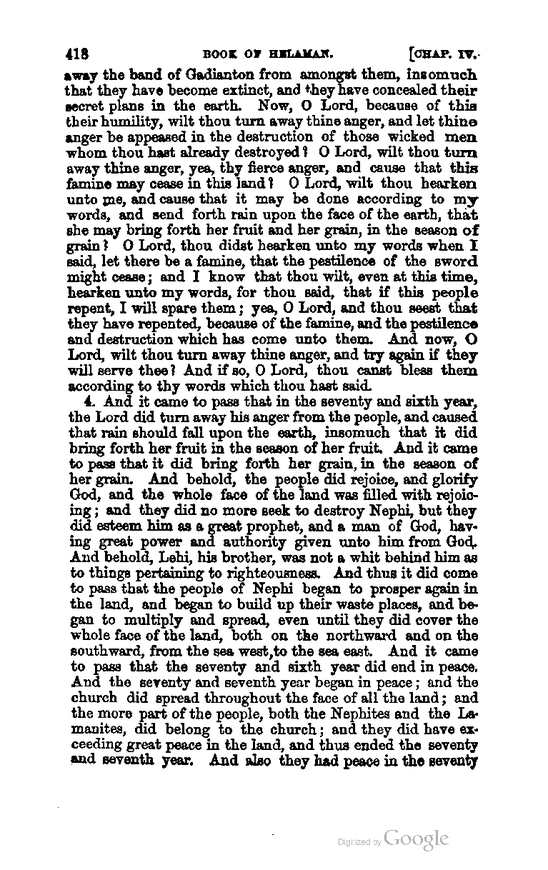 418 BOOK OF HELAMAN. [CHAP. IV.
away the band of Gadianton from amongst them, insomuch
that they have become extinct, and they have concealed their
secret plans in the earth. Now, O Lord, because of this
their humility, wilt thou turn away thine anger, and let thine
anger be appeased in the destruction of those wicked men
whom thou hast already destroyed? O Lord, wilt thou turn
away thine anger, yea, thy fierce anger, and cause that this
famine may cease in this land? O Lord, wilt thou hearken
unto me, and cause that it may be done according to my
words, and send forth rain upon the face of the earth, that
she may bring forth her fruit and her grain, in the season of
grain? O Lord, thou didst hearken unto my words when I
said, let there be a famine, that the pestilence of the sword
might cease; and I know that thou wilt, even at this time,
hearken unto my words, for thou said, that if this people
repent, I will spare them; yea, O Lord, and thou seest that
they have repented, because of the famine, and the pestilence
and destruction which has come unto them. And now, O
Lord, wilt thou turn away thine anger, and try again if they
will serve thee? And if so, O Lord, thou canst bless them
according to thy words which thou hast said.
4. And it came to pass that in the seventy and sixth year,
the Lord did turn away his anger from the people, and caused
that rain should fall upon the earth, insomuch that it did
bring forth her fruit in the season of her fruit. And it came
to pass that it did bring forth her grain, in the season of
her grain. And behold, the people did rejoice, and glorify
God, and the whole face of the land was filled with rejoic-
ing; and they did no more seek to destroy Nephi, but they
did esteem him as a great prophet, and a man of God, hav-
ing great power and authority given unto him from God.
And behold, Lehi, his brother, was not a whit behind him as
to things pertaining to righteousness. And thus it did come
to pass that the people of Nephi began to prosper again in
the land, and began to build up their waste places, and be-
gan to multiply and spread, even until they did cover the
whole face of the land, both on the northward and on the
southward, from the sea west, to the sea east. And it came
to pass that the seventy and sixth year did end in peace.
And the seventy and seventh year began in peace; and the
church did spread throughout the face of all the land; and
the more part of the people, both the Nephites and the La-
manites, did belong to the church; and they did have ex-
ceeding great peace in the land, and thus ended the seventy
and seventh year. And also they had peace in the seventy
Digitized by Google